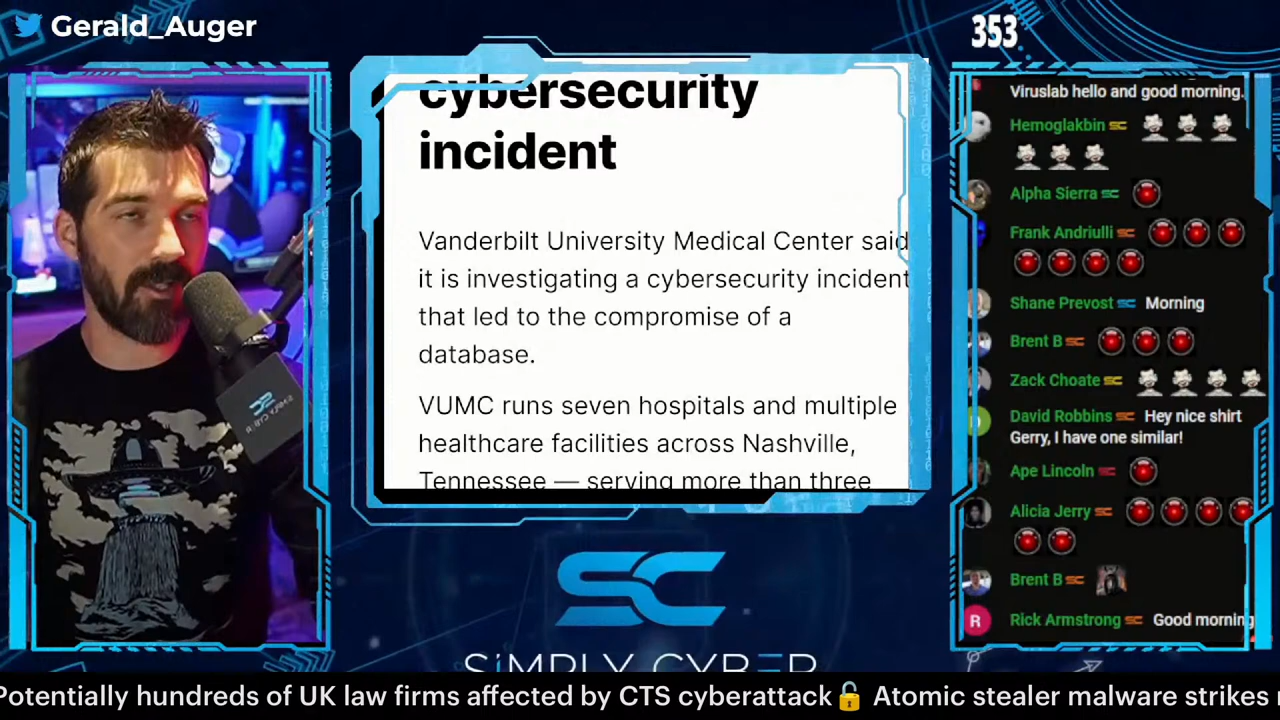 Gerald_Auger
353
cybersecurity
incident
Vanderbilt University Medical Center said
it is investigating a cybersecurity incident
that led to the compromise of a
database.
VUMC runs seven hospitals and multiple
healthcare facilities across Nashville,
Tennessee — serving more than three
Viruslab hello and good morning.
Hemoglakbin
Alpha Sierra
Frank Andriulli
Shane Prevost Morning
Brent B
Zack Choate
David Robbins Hey nice shirt
Gerry, I have one similar!
Ape Lincoln
Alicia Jerry
Brent B
R Rick Armstrong Good morning
SC
SIMPLY CYBER
Potentially hundreds of UK law firms affected by CTS cyberattack🔓 Atomic stealer malware strikes